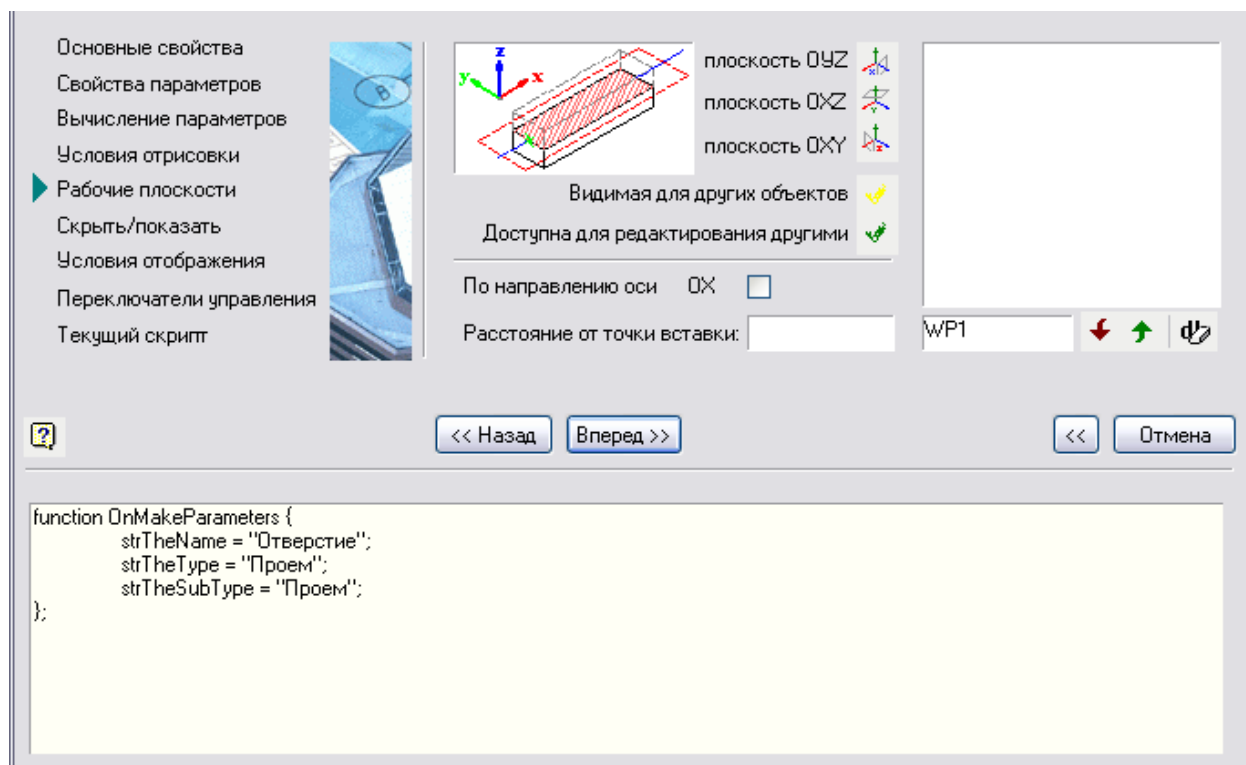 Основные свойства
Свойства параметров
Вычисление параметров
Условия отрисовки
Рабочие плоскости
Скрыть/показать
Условия отображения
Переключатели управления
Текущий скрипт
z
y
x
плоскость OYZ
плоскость OXZ
плоскость OXY
Видимая для других объектов
Доступна для редактирования другими
По направлению оси OX
Расстояние от точки вставки:
WP1
<< Назад
Вперед >>
<<
Отмена
function OnMakeParameters {
strTheName = "Отверстие";
strTheType = "Проем";
strTheSubType = "Проем";
};